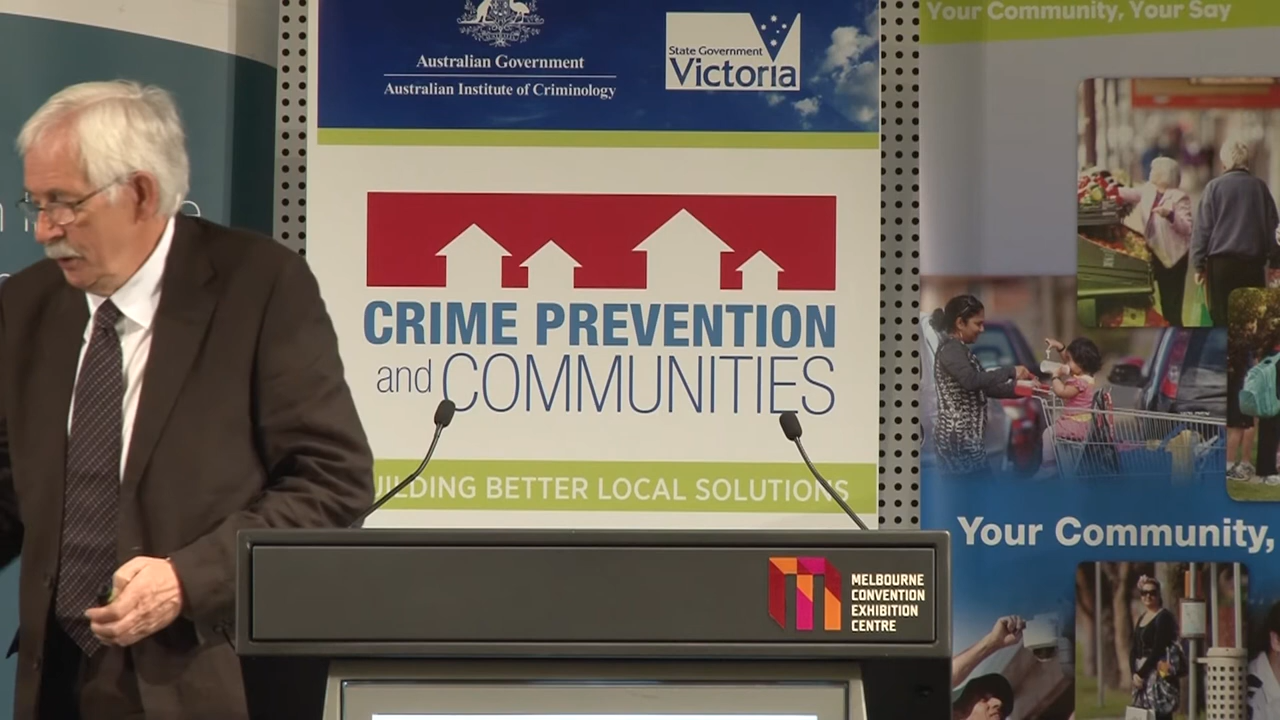 Your Community, Your Say
Australian Government
Australian Institute of Criminology
State Government
Victoria
CRIME PREVENTION
and COMMUNITIES
BUILDING BETTER LOCAL SOLUTIONS
Your Community,
MELBOURNE
CONVENTION
EXHIBITION
CENTRE